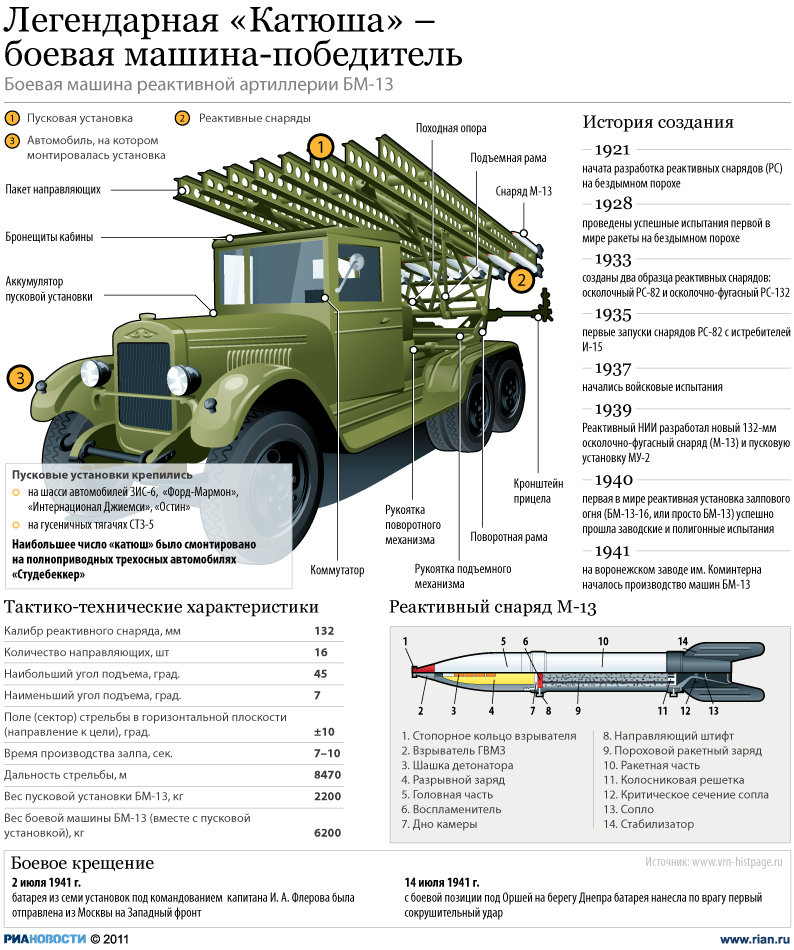 Легендарная «Катюша» –
боевая машина-победитель
Боевая машина реактивной артиллерии БМ-13
1 Пусковая установка
2 Реактивные снаряды
3 Автомобиль, на котором
монтировалась установка
Пакет направляющих
Бронещиты кабины
Аккумулятор
пусковой установки
Походная опора
Подъемная рама
Снаряд М-13
1
2
3
Кронштейн
прицела
Рукоятка
поворотного
механизма
Поворотная рама
Рукоятка подъемного
механизма
Коммутатор
Пусковые установки крепились
на шасси автомобилей ЗИС-6, «Форд-Мармон»,
«Интернационал Джиемси», «Остин»
на гусеничных тягачах СТЗ-5
Наибольшее число «катюш» было смонтировано
на полноприводных трехосных автомобилях
«Студебеккер»
История создания
1921
начата разработка реактивных снарядов (РС)
на бездымном порохе
1928
проведены успешные испытания первой в
мире ракеты на бездымном порохе
1933
созданы два образца реактивных снарядов:
осколочный РС-82 и осколочно-фугасный РС-132
1935
первые запуски снарядов РС-82 с истребителей
И-15
1937
начались войсковые испытания
1939
Реактивный НИИ разработал новый 132-мм
осколочно-фугасный снаряд (М-13) и пусковую
установку МУ-2
1940
первая в мире реактивная установка залпового
огня (БМ-13-16, или просто БМ-13) успешно
прошла заводские и полигонные испытания
1941
на воронежском заводе им. Коминтерна
началось производство машин БМ-13
Тактико-технические характеристики
Калибр реактивного снаряда, мм 132
Количество направляющих, шт 16
Наибольший угол подъема, град. 45
Наименьший угол подъема, град. 7
Поле (сектор) стрельбы в горизонтальной плоскости
(направление к цели), град. ±10
Время производства залпа, сек. 7–10
Дальность стрельбы, м 8470
Вес пусковой установки БМ-13, кг 2200
Вес боевой машины БМ-13 (вместе с пусковой
установкой), кг 6200
Реактивный снаряд М-13
1 5 6 10 14
2 3 4 7 8 9 11 12 13
1. Стопорное кольцо взрывателя
2. Взрыватель ГВМЗ
3. Шашка детонатора
4. Разрывной заряд
5. Головная часть
6. Воспламенитель
7. Дно камеры
8. Направляющий штифт
9. Пороховой ракетный заряд
10. Ракетная часть
11. Колосниковая решетка
12. Критическое сечение сопла
13. Сопло
14. Стабилизатор
Боевое крещение
Источник: www.vm-histpage.ru
2 июля 1941 г.
батарея из семи установок под командованием капитана И. А. Флерова была
отправлена из Москвы на Западный фронт
14 июля 1941 г.
с боевой позиции под Оршей на берегу Днепра батарея нанесла по врагу первый
сокрушительный удар
РИАНОВОСТИ © 2011
www.rian.ru